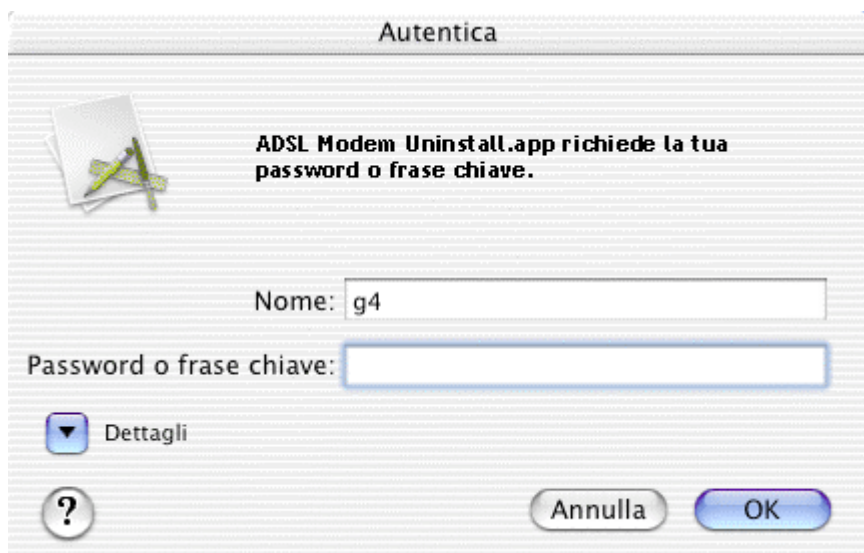 Autentica
ADSL Modem Uninstall.app richiede la tua
password o frase chiave.
Nome: g4
Password o frase chiave:
Dettagli
? Annulla OK